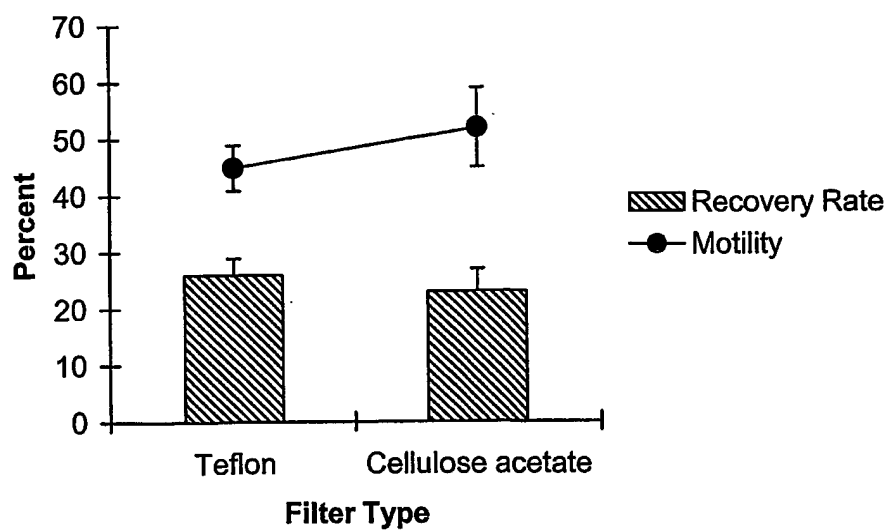 70
60
50
40
30
20
10
0
Percent
Teflon
Cellulose acetate
Filter Type
Recovery Rate
Motility